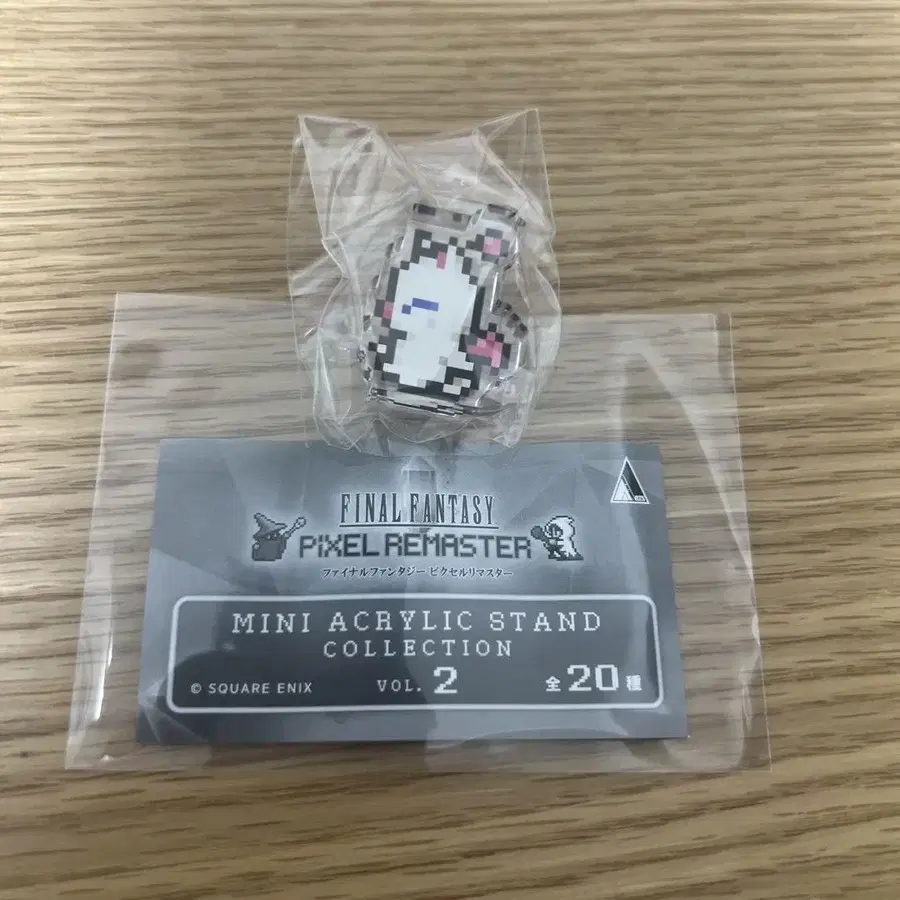 FINAL FANTASY
PIXEL REMASTER
ファイナルファンタジー ピクセルリマスター
MINI ACRYLIC STAND
COLLECTION
© SQUARE ENIX VOL. 2 全20種